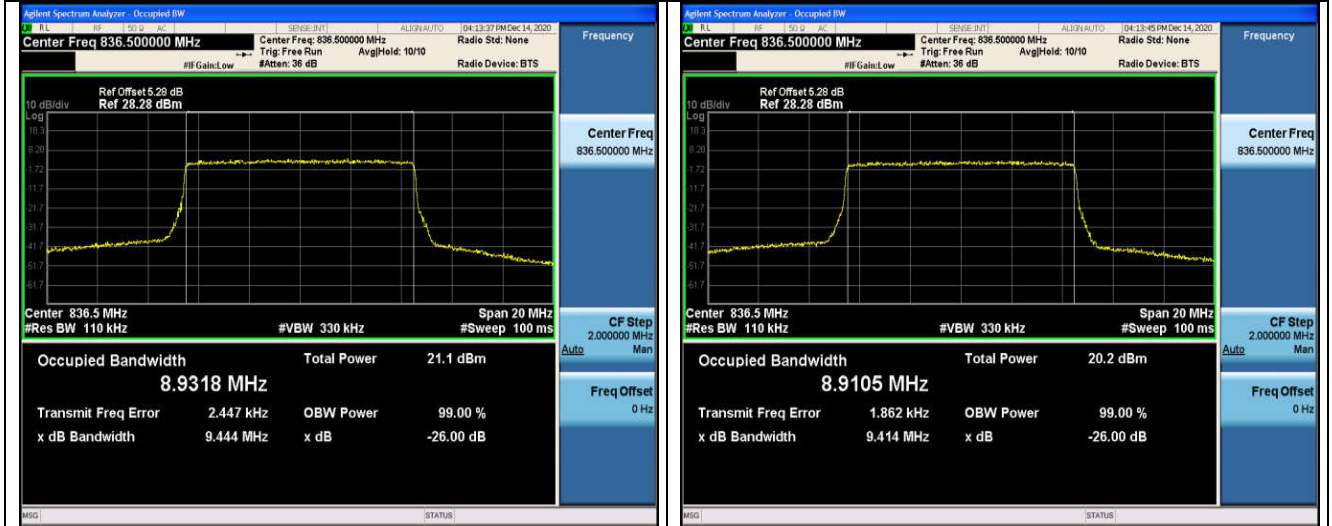 Agilent Spectrum Analyzer - Occupied BW
RL RF 50 Ω AC SENSE:INT ALIGN AUTO 04:13:37 PM Dec 14, 2020
Center Freq 836.500000 MHz
Center Freq: 836.500000 MHz
Radio Std: None
Trig: Free Run Avg|Hold: 10/10
#IFGain:Low #Atten: 36 dB Radio Device: BTS
Ref Offset 5.28 dB
10 dB/div Ref 28.28 dBm
Log
18.3
8.20
-1.72
-11.7
-21.7
-31.7
-41.7
-51.7
-61.7
Center 836.5 MHz Span 20 MHz
#Res BW 110 kHz #VBW 330 kHz #Sweep 100 ms
Occupied Bandwidth Total Power 21.1 dBm
8.9318 MHz
Transmit Freq Error 2.447 kHz OBW Power 99.00 %
x dB Bandwidth 9.444 MHz x dB -26.00 dB
MSG STATUS
Frequency
Center Freq
836.500000 MHz
CF Step
2.000000 MHz
Auto Man
Freq Offset
0 Hz
Agilent Spectrum Analyzer - Occupied BW
RL RF 50 Ω AC SENSE:INT ALIGN AUTO 04:13:45 PM Dec 14, 2020
Center Freq 836.500000 MHz
Center Freq: 836.500000 MHz
Radio Std: None
Trig: Free Run Avg|Hold: 10/10
#IFGain:Low #Atten: 36 dB Radio Device: BTS
Ref Offset 5.28 dB
10 dB/div Ref 28.28 dBm
Log
18.3
8.20
-1.72
-11.7
-21.7
-31.7
-41.7
-51.7
-61.7
Center 836.5 MHz Span 20 MHz
#Res BW 110 kHz #VBW 330 kHz #Sweep 100 ms
Occupied Bandwidth Total Power 20.2 dBm
8.9105 MHz
Transmit Freq Error 1.862 kHz OBW Power 99.00 %
x dB Bandwidth 9.414 MHz x dB -26.00 dB
MSG STATUS
Frequency
Center Freq
836.500000 MHz
CF Step
2.000000 MHz
Auto Man
Freq Offset
0 Hz